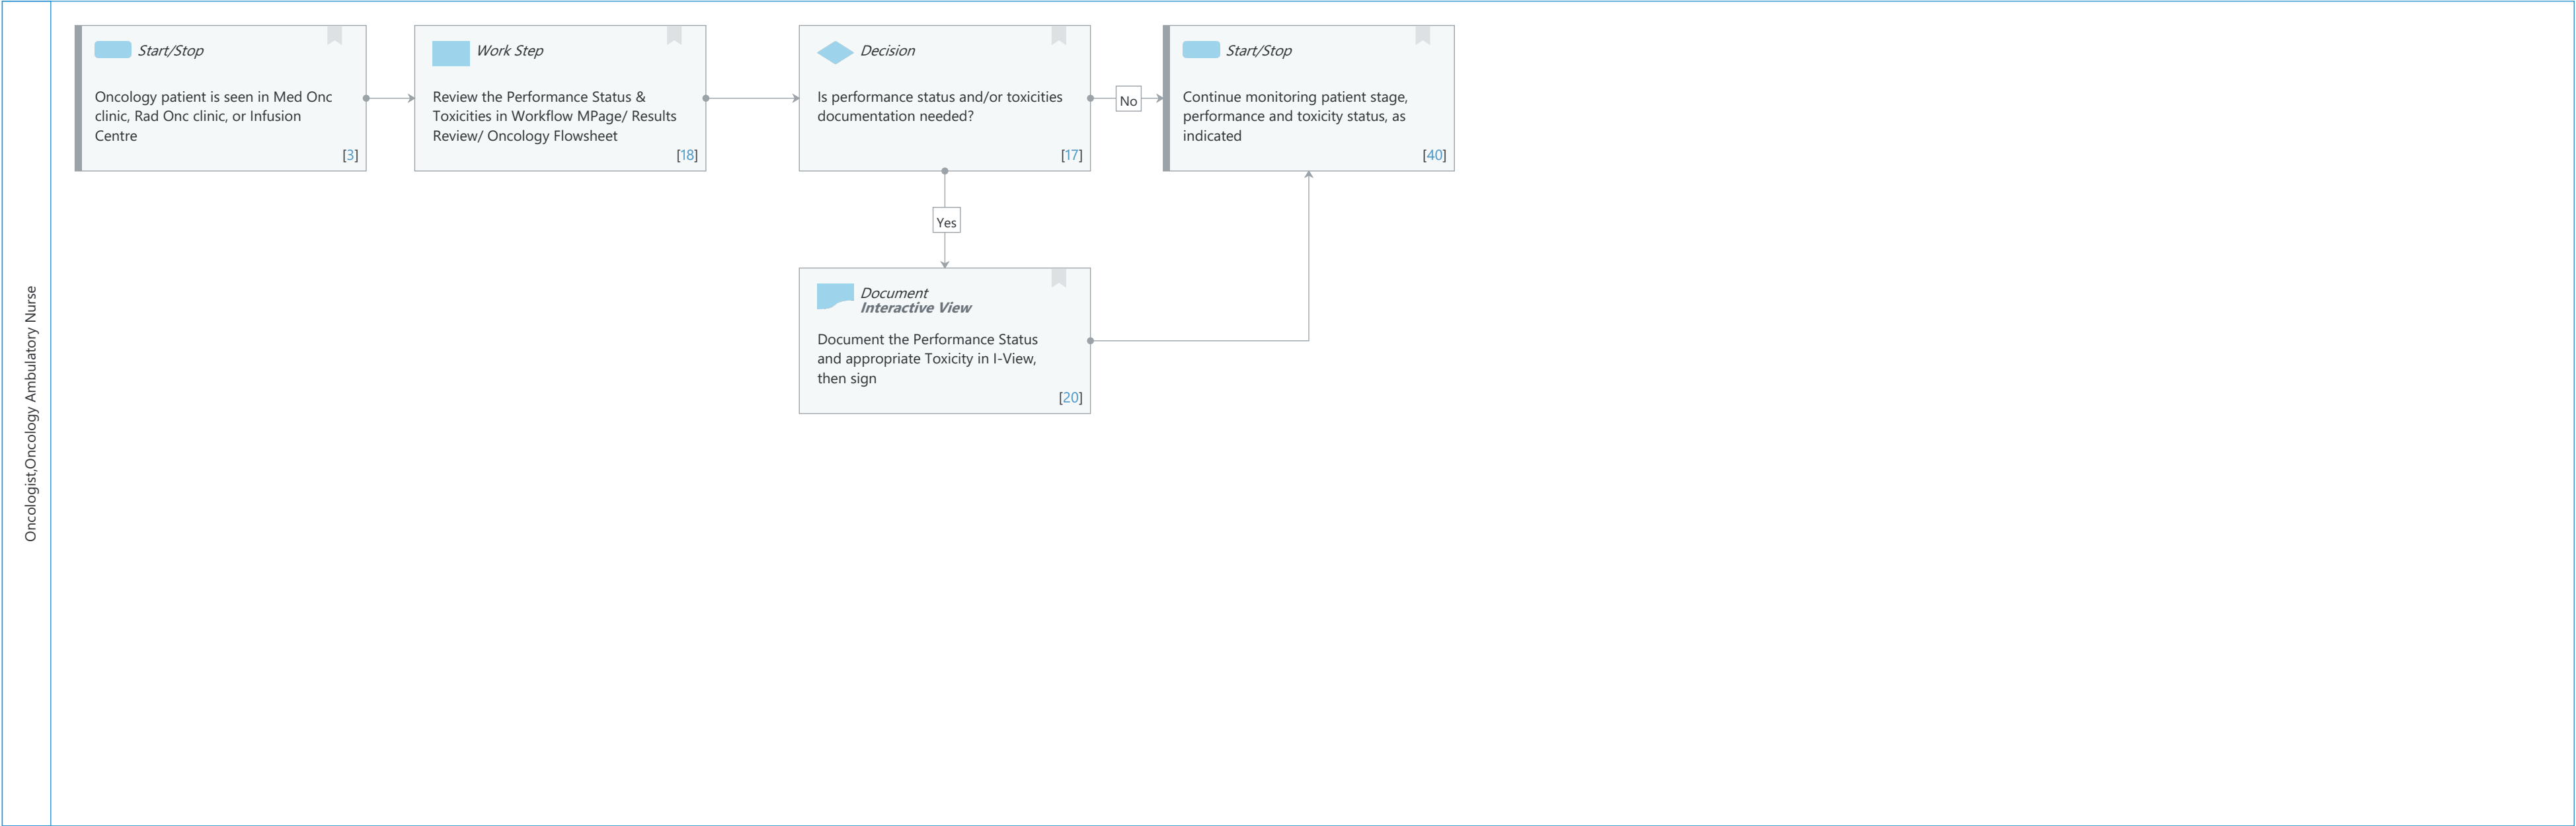 Oncologist,Oncology Ambulatory Nurse
Start/Stop
Oncology patient is seen in Med Onc
clinic, Rad Onc clinic, or Infusion
Centre
[3]
Work Step
Review the Performance Status &
Toxicities in Workflow MPage/ Results
Review/ Oncology Flowsheet
[18]
Decision
Is performance status and/or toxicities
documentation needed?
[17]
No
Start/Stop
Continue monitoring patient stage,
performance and toxicity status, as
indicated
[40]
Yes
Document
Interactive View
Document the Performance Status
and appropriate Toxicity in I-View,
then sign
[20]